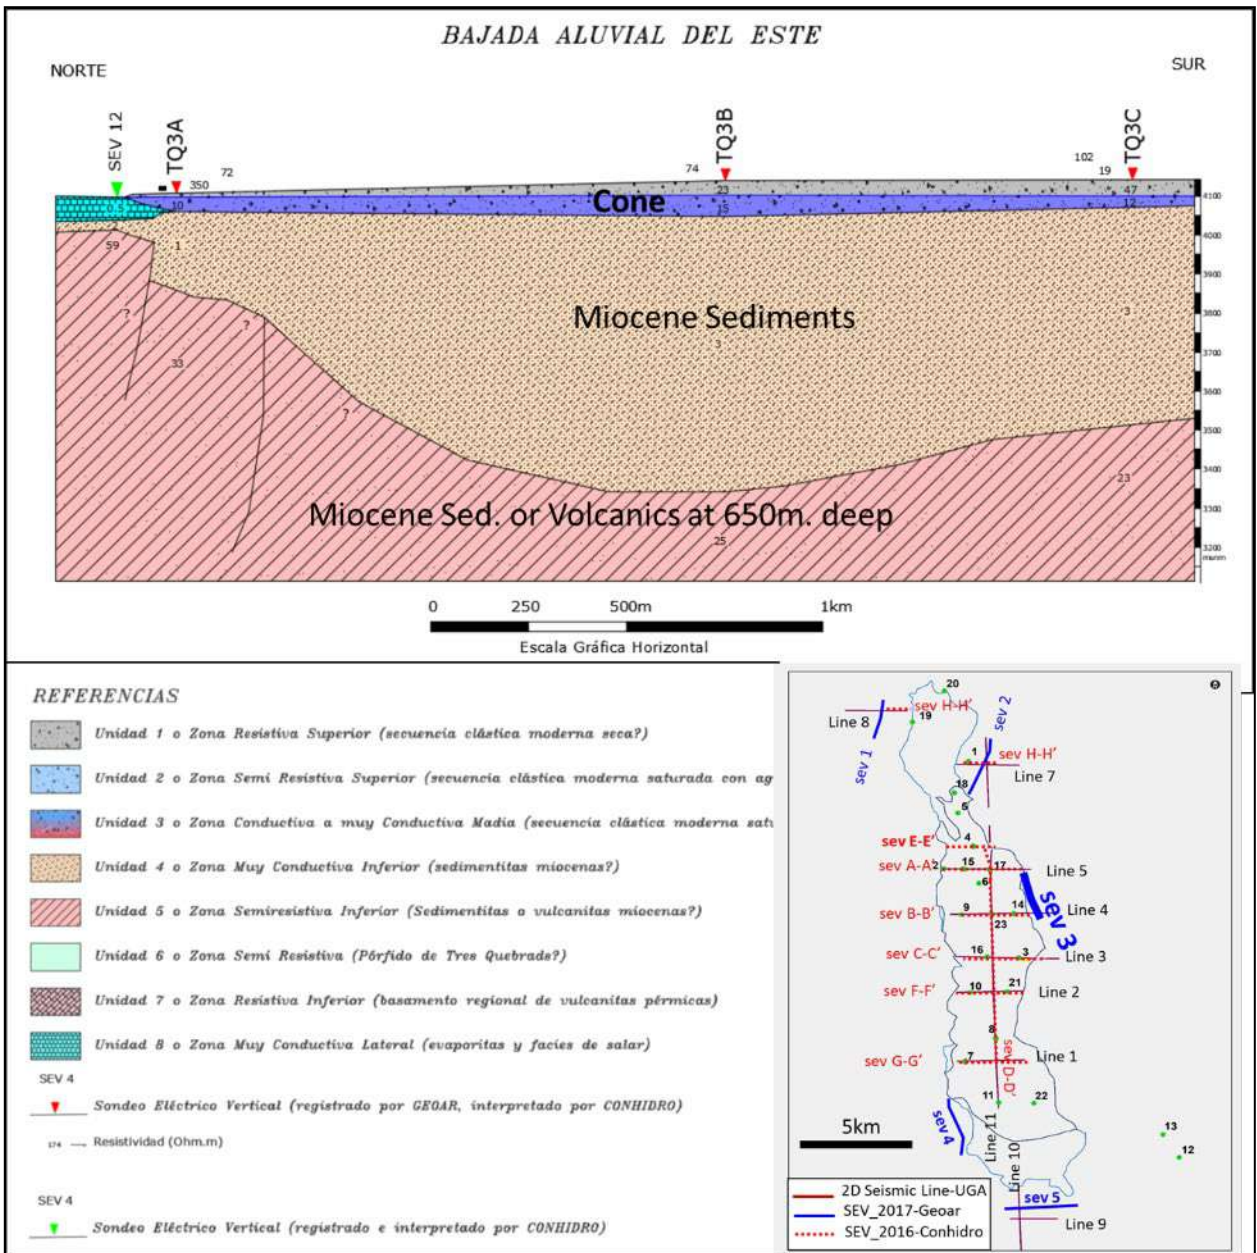 BAJADA ALUVIAL DEL ESTE
NORTE
SUR
SEV 12
TQ3A
TQ3B
TQ3C
72
350
74
102
19
23
47
Cone
0.5
10
15
12
59
1
?
?
?
33
Miocene Sediments
3
3
23
Miocene Sed. or Volcanics at 650m. deep
25
4100
4000
3900
3800
3700
3600
3500
3400
3300
3200
0 250 500m 1km
Escala Gráfica Horizontal
REFERENCIAS
Unidad 1 o Zona Resistiva Superior (secuencia clástica moderna seca?)
Unidad 2 o Zona Semi Resistiva Superior (secuencia clástica moderna saturada con ag
Unidad 3 o Zona Conductiva a muy Conductiva Madia (secuencia clástica moderna satu
Unidad 4 o Zona Muy Conductiva Inferior (sedimentitas miocenas?)
Unidad 5 o Zona Semiresistiva Inferior (Sedimentitas o vulcanitas miocenas?)
Unidad 6 o Zona Semi Resistiva (Pórfido de Tres Quebrads?)
Unidad 7 o Zona Resistiva Inferior (basamento regional de vulcanitas pérmicas)
Unidad 8 o Zona Muy Conductiva Lateral (evaporitas y facies de salar)
SEV 4
Sondeo Eléctrico Vertical (registrado por GEOAR, interpretado por CONHIDRO)
174 Resistividad (Ohm.m)
SEV 4
Sondeo Eléctrico Vertical (registrado e interpretado por CONHIDRO)
20
sev H-H'
Line 8
19
sev 2
sev 1
1
sev H-H'
Line 7
18
5
sev E-E'
4
sev A-A'
2
15
17
Line 5
6
sev B-B'
9
14
Line 4
23
sev 3
sev C-C'
16
3
Line 3
sev F-F'
10
21
Line 2
8
sev G-G'
7
sev D-D'
Line 1
11
22
sev 4
Line 11
Line 10
13
12
5km
sev 5
Line 9
2D Seismic Line-UGA
SEV_2017-Geoar
SEV_2016-Conhidro